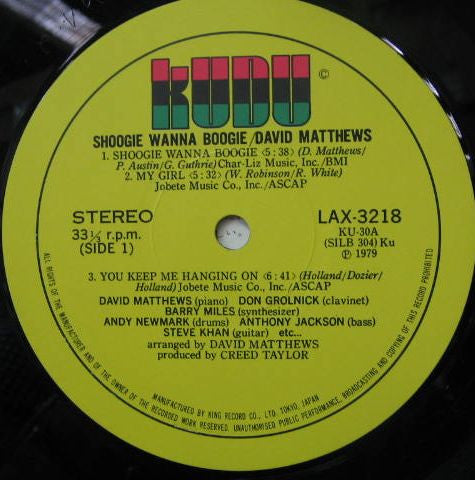 KUDU
©
SHOOGIE WANNA BOOGIE/DAVID MATTHEWS
1. SHOOGIE WANNA BOOGIE <5:38> (D. Matthews/
P. Austin/G. Guthrie) Char-Liz Music, Inc./BMI
2. MY GIRL <5:32> (W. Robinson/R. White)
Jobete Music Co., Inc./ASCAP
STEREO
33⅓ r.p.m.
(SIDE 1)
LAX-3218
KU-30A
(SILB 304) Ku
Ⓟ 1979
3. YOU KEEP ME HANGING ON <6:41> (Holland/Dozier/
Holland) Jobete Music Co., Inc./ASCAP
DAVID MATTHEWS (piano) DON GROLNICK (clavinet)
BARRY MILES (synthesizer)
ANDY NEWMARK (drums) ANTHONY JACKSON (bass)
STEVE KHAN (guitar) etc...
arranged by DAVID MATTHEWS
produced by CREED TAYLOR
ALL RIGHTS OF THE MANUFACTURER AND OF THE OWNER OF THE RECORDED WORK RESERVED. UNAUTHORISED PUBLIC PERFORMANCE, BROADCASTING AND COPYING OF THIS RECORD PROHIBITED
MANUFACTURED BY KING RECORD CO., LTD. TOKYO, JAPAN